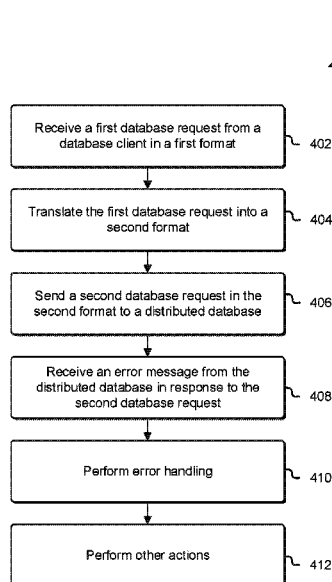 Receive a first database request from a
database client in a first format
402
Translate the first database request into a
second format
404
Send a second database request in the
second format to a distributed database
406
Receive an error message from the
distributed database in response to the
second database request
408
Perform error handling
410
Perform other actions
412